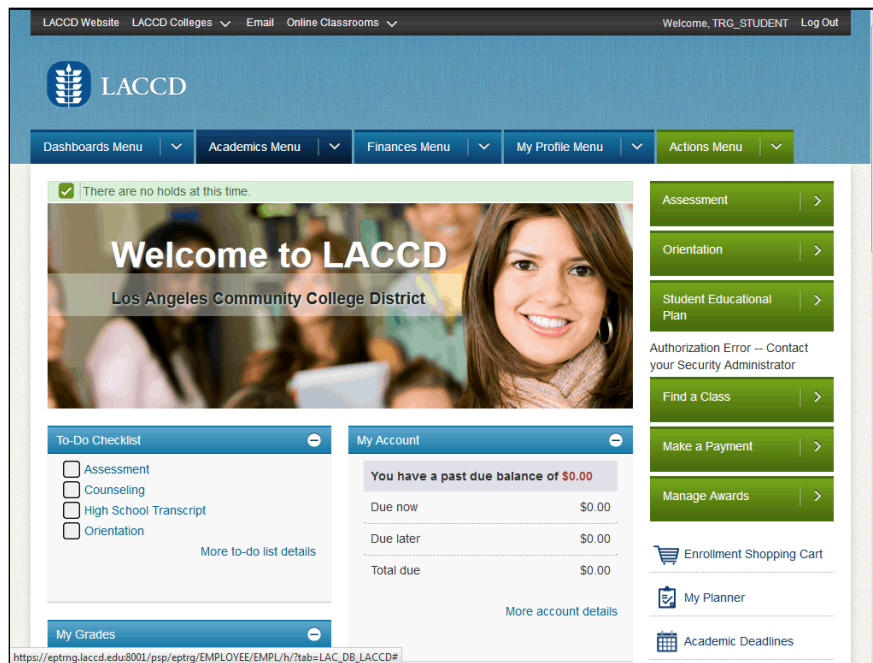 LACCD Website LACCD Colleges Email Online Classrooms Welcome, TRG_STUDENT Log Out
LACCD
Dashboards Menu Academics Menu Finances Menu My Profile Menu Actions Menu
There are no holds at this time.
Welcome to LACCD
Los Angeles Community College District
Assessment
Orientation
Student Educational
Plan
Authorization Error -- Contact
your Security Administrator
Find a Class
Make a Payment
Manage Awards
Enrollment Shopping Cart
My Planner
Academic Deadlines
To-Do Checklist
Assessment
Counseling
High School Transcript
Orientation
More to-do list details
My Account
You have a past due balance of $0.00
Due now $0.00
Due later $0.00
Total due $0.00
More account details
My Grades
https://eptrng.laccd.edu:8001/psp/eptrg/EMPLOYEE/EMPL/h/?tab=LAC_DB_LACCD#